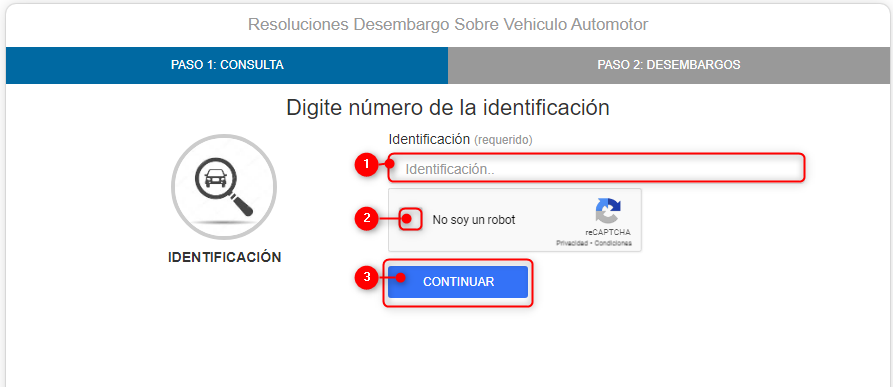 Resoluciones Desembargo Sobre Vehiculo Automotor
PASO 1: CONSULTA
PASO 2: DESEMBARGOS
Digite número de la identificación
Identificación (requerido)
1
Identificación..
2
No soy un robot
reCAPTCHA
Privacidad • Condiciones
IDENTIFICACIÓN
3
CONTINUAR